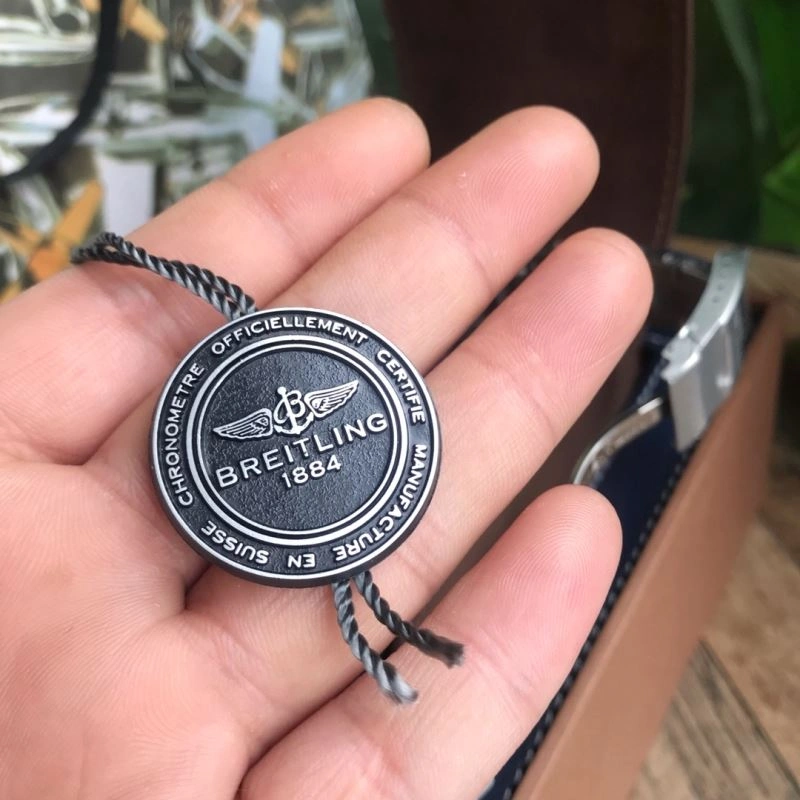 CHRONOMETRE OFFICIELLEMENT CERTIFIE MANUFACTURE EN SUISSE
B
BREITLING
1884